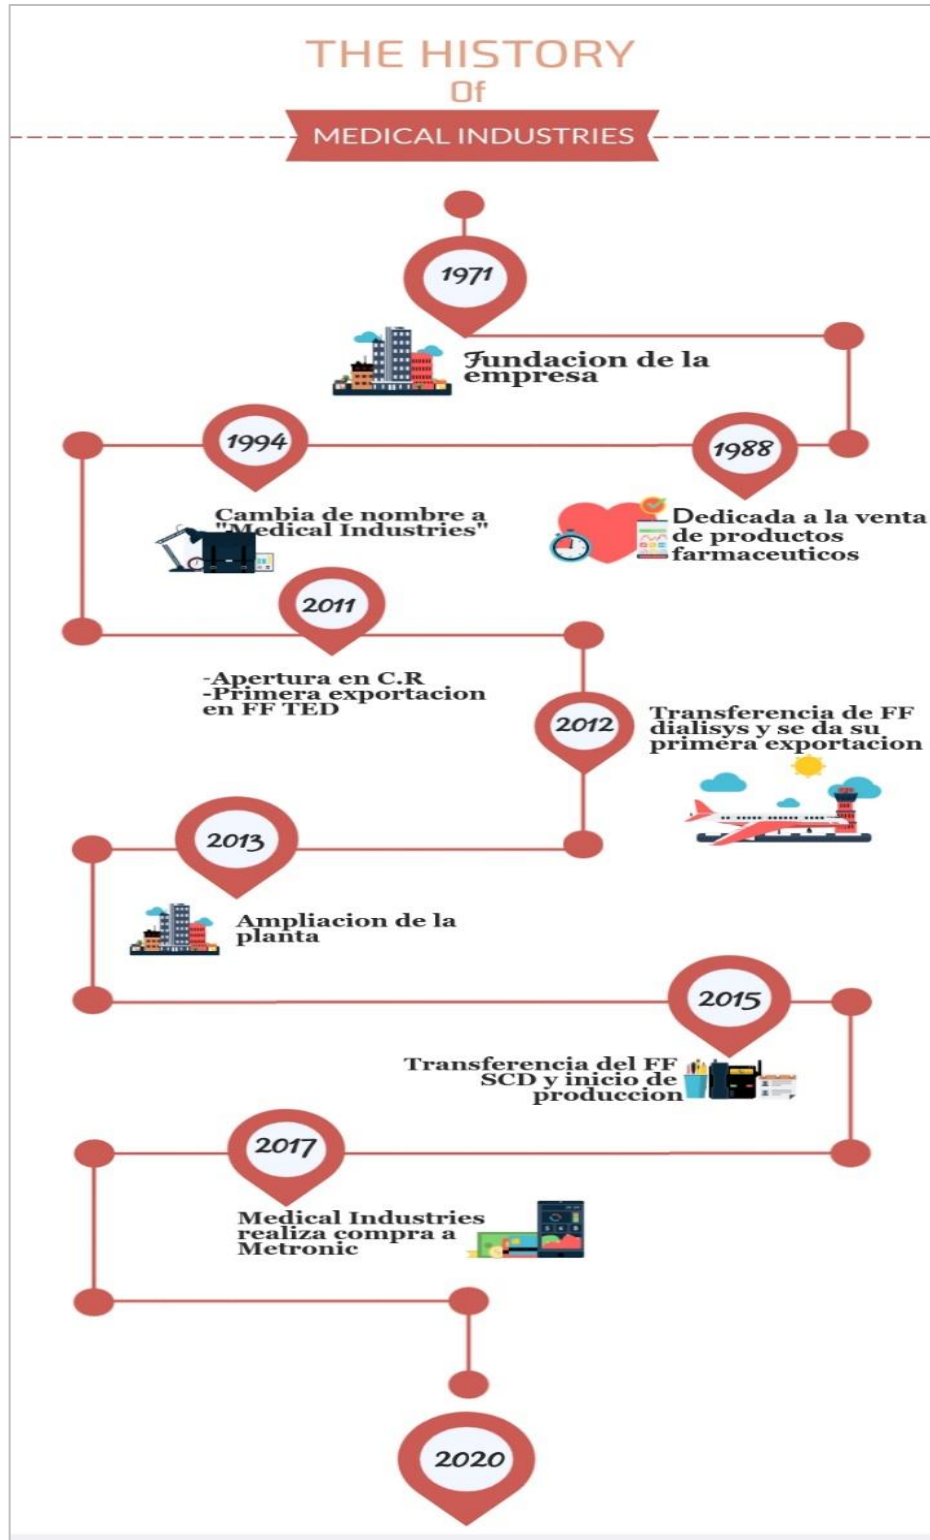 THE HISTORY
Of
MEDICAL INDUSTRIES
1971
Fundacion de la
empresa
1988
Dedicada a la venta
de productos
farmaceuticos
1994
Cambia de nombre a
"Medical Industries"
2011
-Apertura en C.R
-Primera exportacion
en FF TED
2012
Transferencia de FF
dialisys y se da su
primera exportacion
2013
Ampliacion de la
planta
2015
Transferencia del FF
SCD y inicio de
produccion
2017
Medical Industries
realiza compra a
Metronic
2020